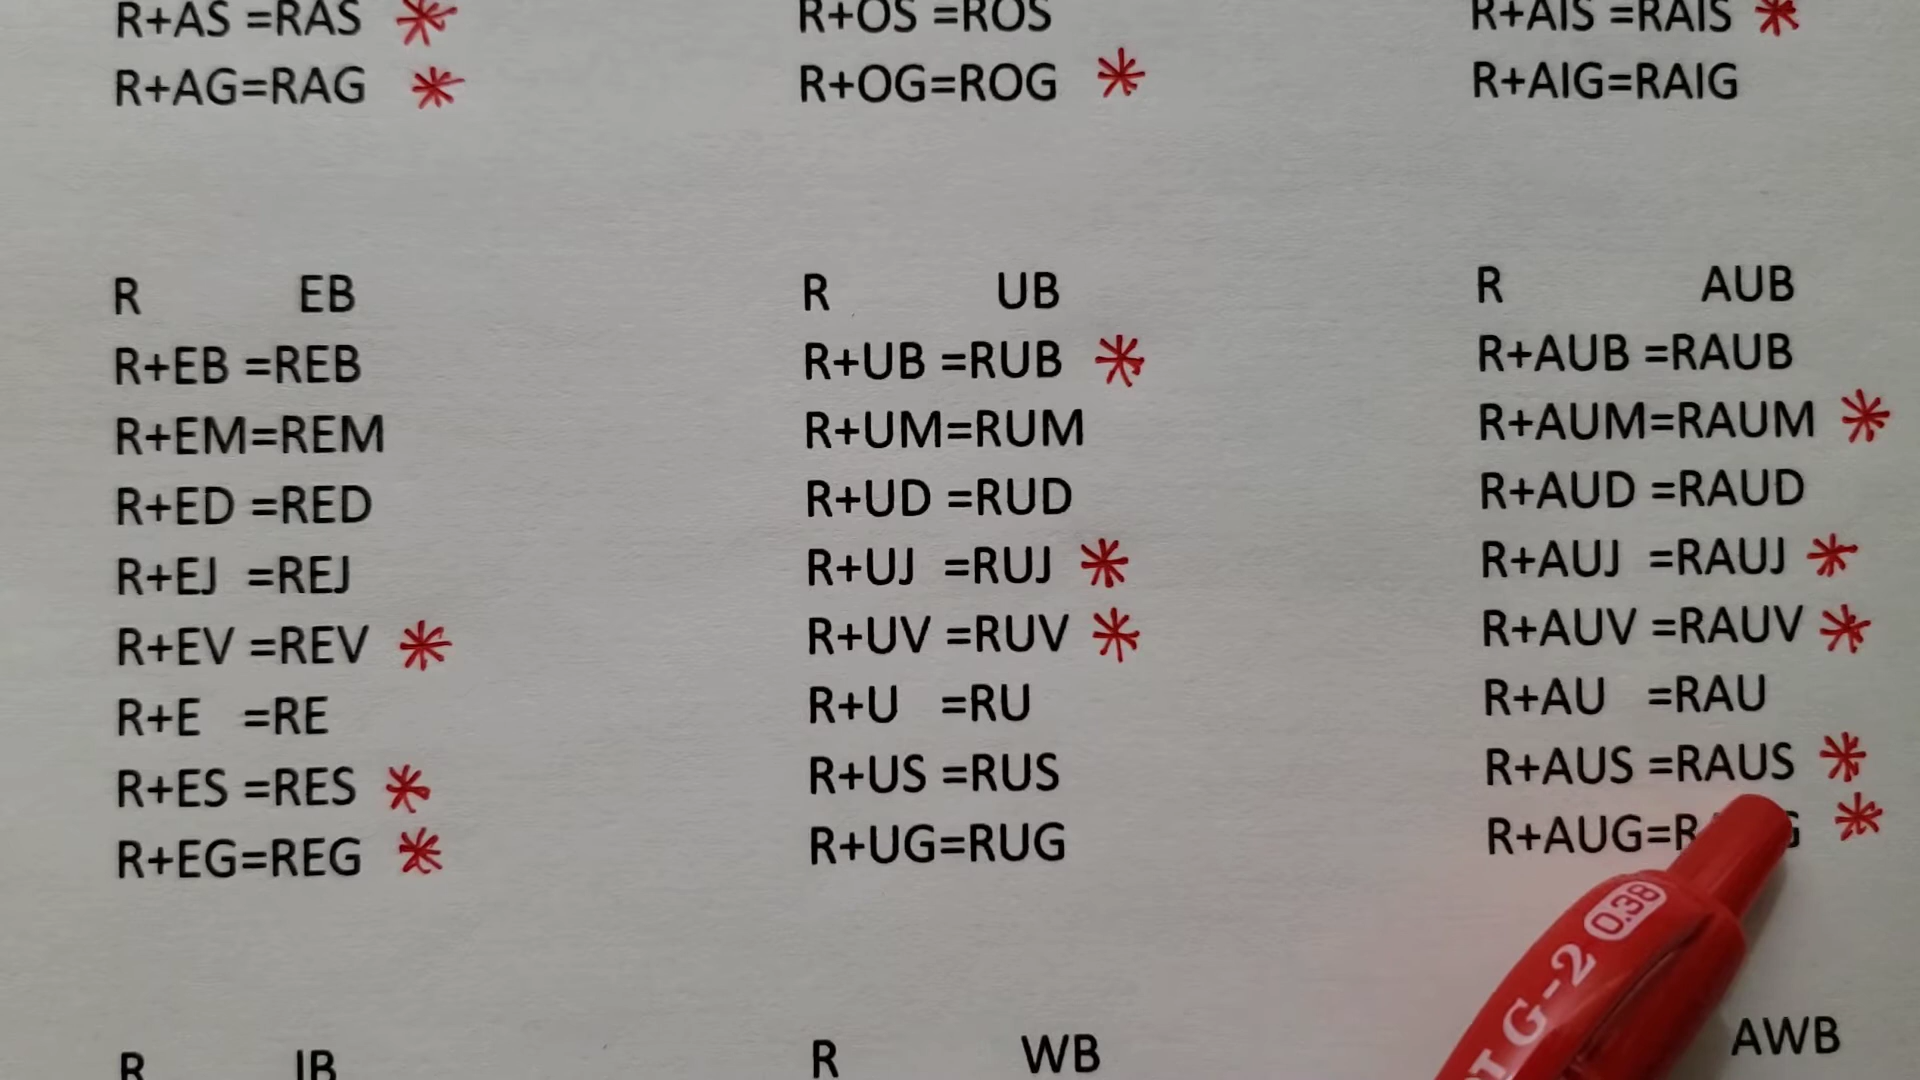 R+AS =RAS *
R+AG=RAG *
R+OS =ROS
R+OG=ROG *
R+AIS =RAIS *
R+AIG=RAIG
R EB
R+EB =REB
R+EM=REM
R+ED =RED
R+EJ =REJ
R+EV =REV *
R+E =RE
R+ES =RES *
R+EG=REG *
R UB
R+UB =RUB *
R+UM=RUM
R+UD =RUD
R+UJ =RUJ *
R+UV =RUV *
R+U =RU
R+US =RUS
R+UG=RUG
R AUB
R+AUB =RAUB
R+AUM=RAUM *
R+AUD =RAUD
R+AUJ =RAUJ *
R+AUV =RAUV *
R+AU =RAU
R+AUS =RAUS *
R+AUG= *
R IB
R WB
AWB
G-2 0.38